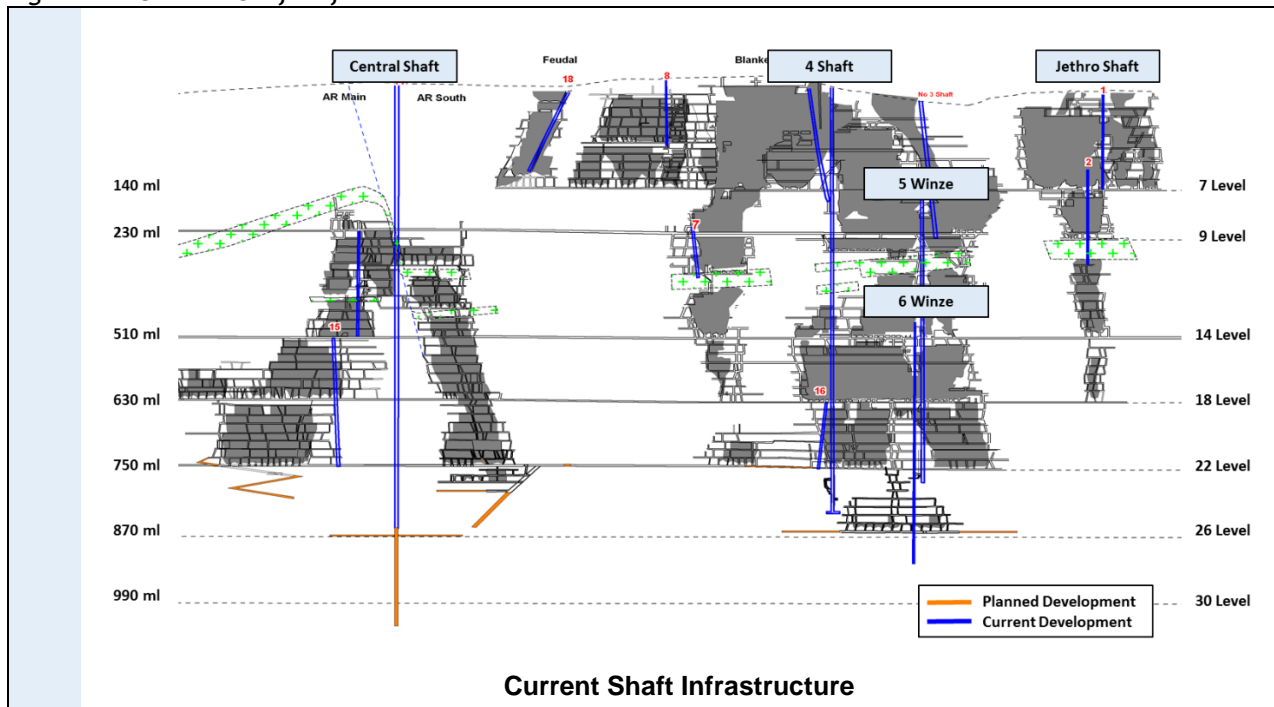 Central Shaft
Feudal
4 Shaft
Jethro Shaft
18
8
AR Main
AR South
No 3 Shaft
1
2
140 ml
7 Level
5 Winze
7
230 ml
9 Level
6 Winze
15
510 ml
14 Level
16
630 ml
18 Level
750 ml
22 Level
870 ml
26 Level
990 ml
30 Level
Planned Development
Current Development
Current Shaft Infrastructure